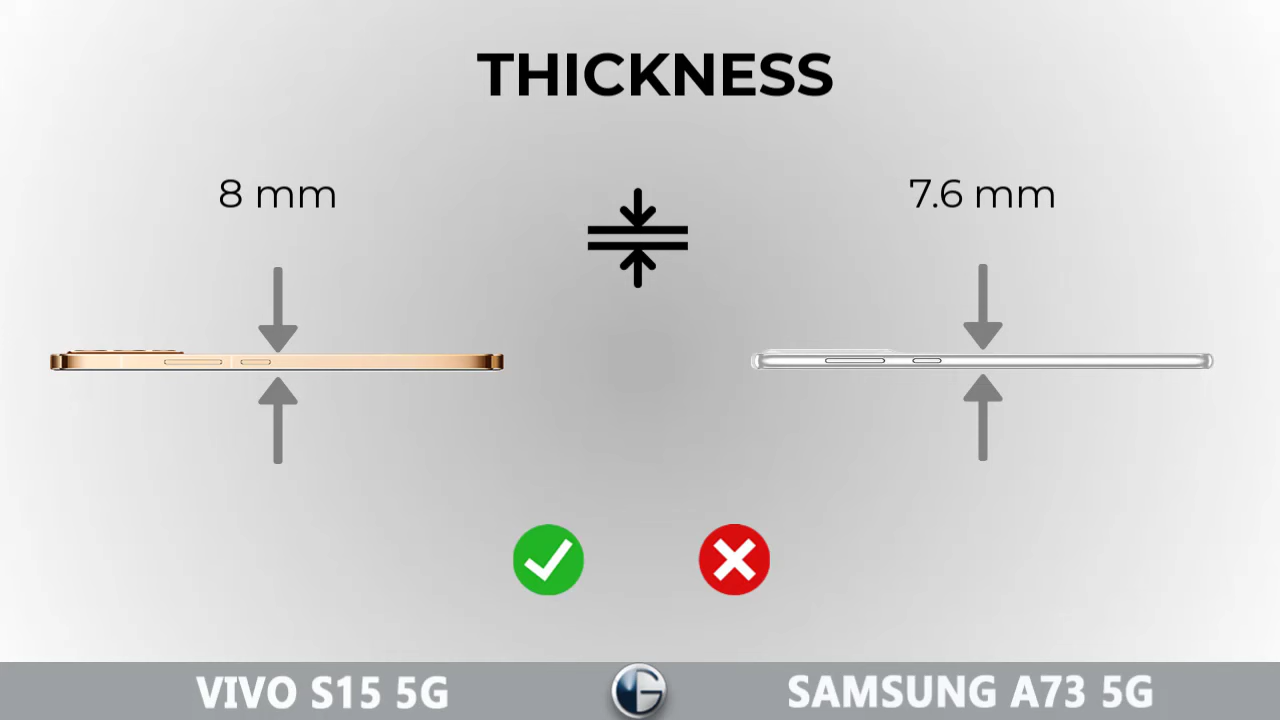 THICKNESS
8 mm
7.6 mm
VIVO S15 5G
SAMSUNG A73 5G